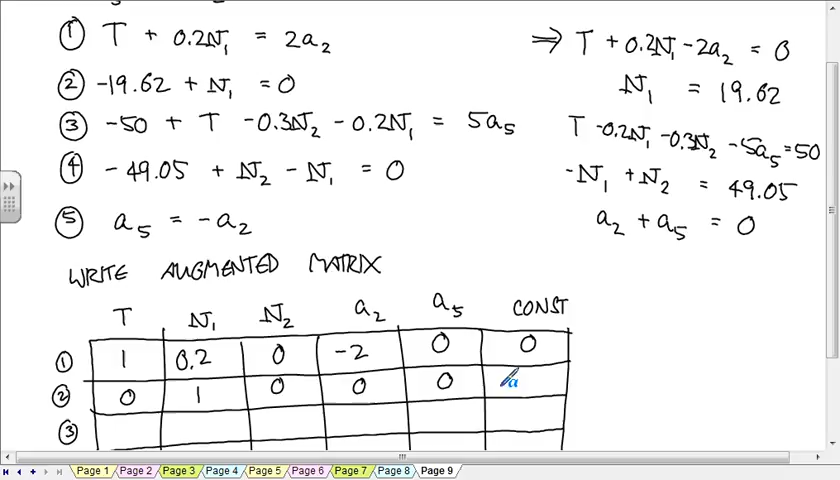 ① T + 0.2N₁ = 2a₂ ⇒ T + 0.2N₁ - 2a₂ = 0
② -19.62 + N₁ = 0 N₁ = 19.62
③ -50 + T - 0.3N₂ - 0.2N₁ = 5a₅ T - 0.2N₁ - 0.3N₂ - 5a₅ = 50
④ -49.05 + N₂ - N₁ = 0 -N₁ + N₂ = 49.05
⑤ a₅ = -a₂ a₂ + a₅ = 0
WRITE AUGMENTED MATRIX
T N₁ N₂ a₂ a₅ CONST
① 1 0.2 0 -2 0 0
② 0 1 0 0 0
③
Page 1 Page 2 Page 3 Page 4 Page 5 Page 6 Page 7 Page 8 Page 9